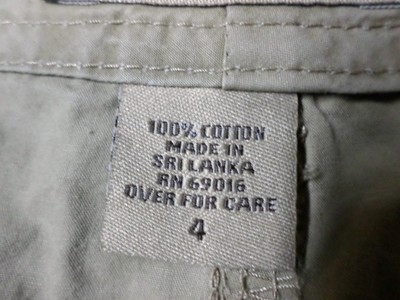 100% COTTON
MADE IN
SRI LANKA
RN 69016
OVER FOR CARE
4